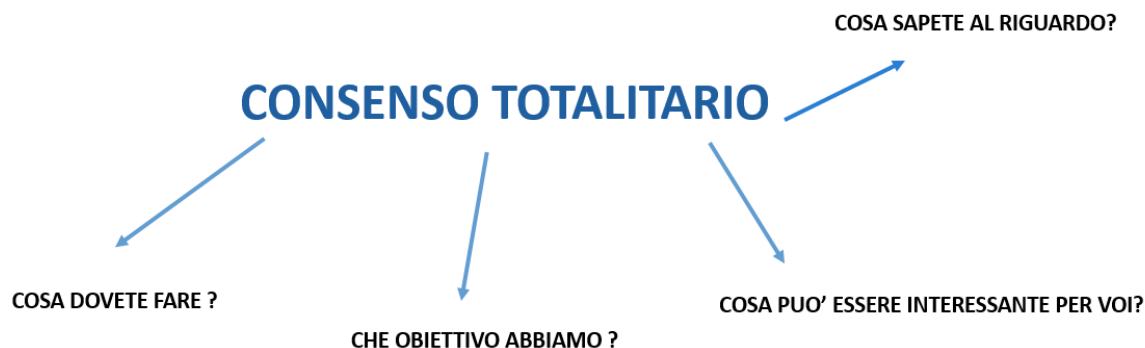 COSA SAPETE AL RIGUARDO?
CONSENSO TOTALITARIO
COSA DOVETE FARE ?
COSA PUO' ESSERE INTERESSANTE PER VOI?
CHE OBIETTIVO ABBIAMO ?